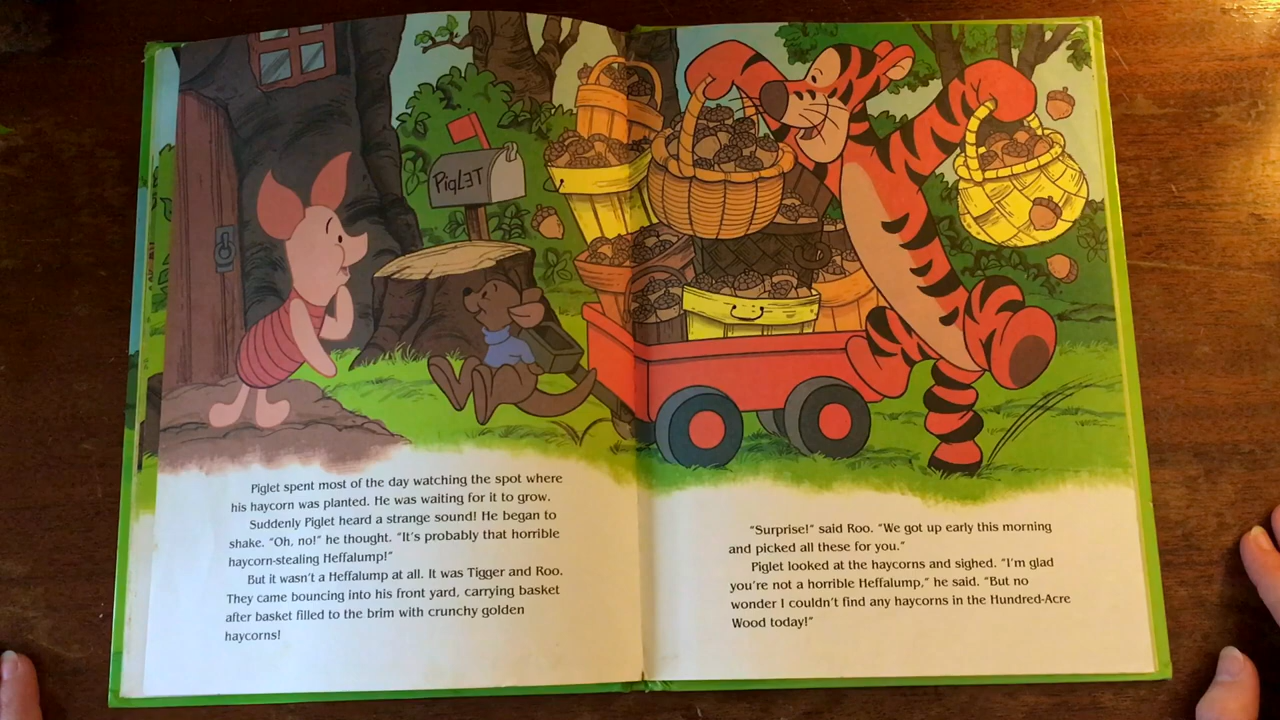 PiglET
Piglet spent most of the day watching the spot where
his haycorn was planted. He was waiting for it to grow.
Suddenly Piglet heard a strange sound! He began to
shake. "Oh, no!" he thought. "It's probably that horrible
haycorn-stealing Heffalump!"
But it wasn't a Heffalump at all. It was Tigger and Roo.
They came bouncing into his front yard, carrying basket
after basket filled to the brim with crunchy golden
haycorns!
"Surprise!" said Roo. "We got up early this morning
and picked all these for you."
Piglet looked at the haycorns and sighed. "I'm glad
you're not a horrible Heffalump," he said. "But no
wonder I couldn't find any haycorns in the Hundred-Acre
Wood today!"